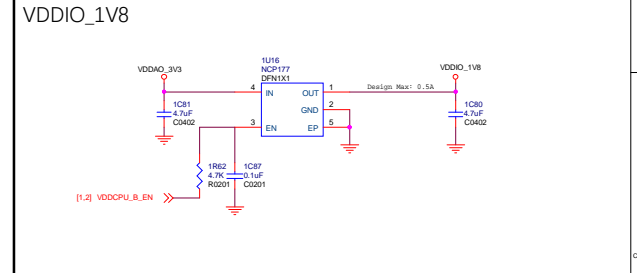 VDDIO_1V8
VDDAO_3V3
1U16
NCP177
DFN1X1
VDDIO_1V8
4 IN OUT 1 Design Max: 0.5A
GND 2
3 EN EP 5
1C81
4.7uF
C0402
1C80
4.7uF
C0402
1R62
4.7K
R0201
1C87
0.1uF
C0201
[1,2] VDDCPU_B_EN
C